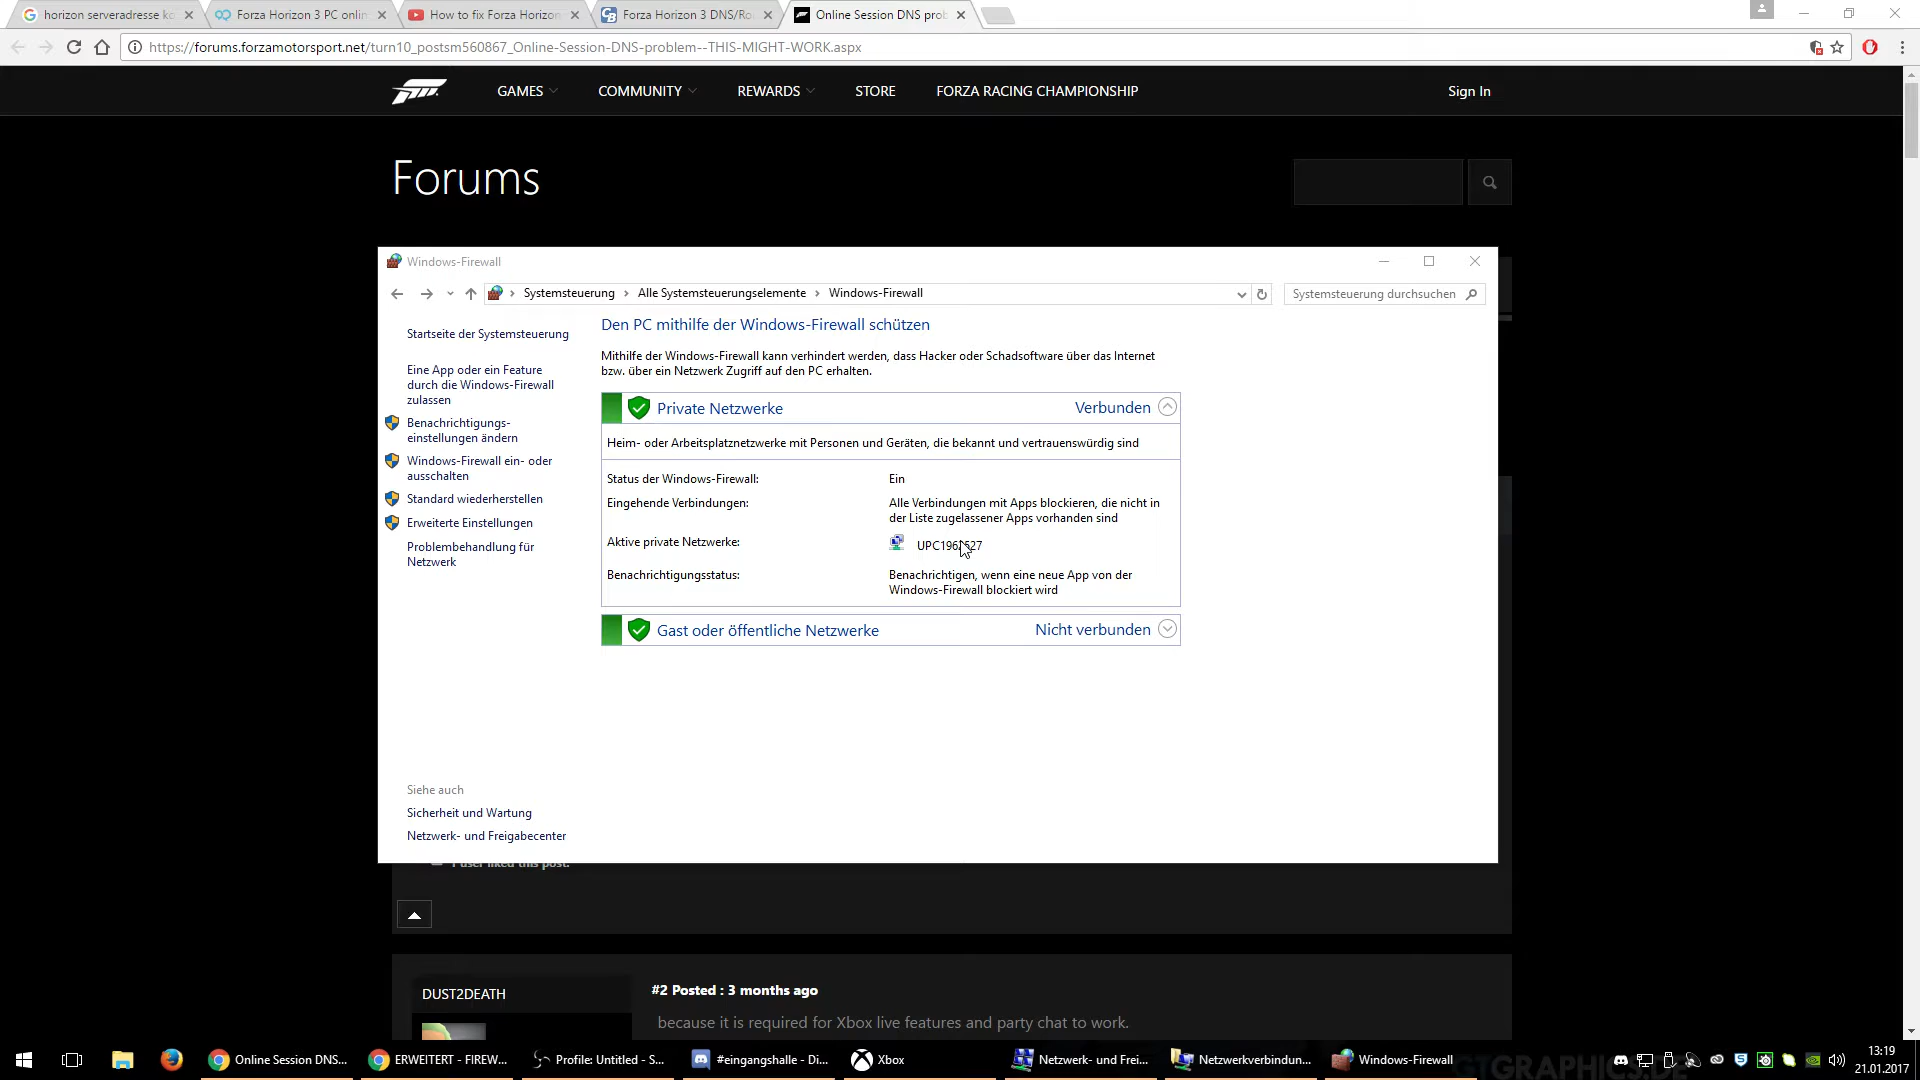 horizon serveradresse ko
Forza Horizon 3 PC onlin
How to fix Forza Horizon
Forza Horizon 3 DNS/Ro
Online Session DNS prob
https://forums.forzamotorsport.net/turn10_postsm560867_Online-Session-DNS-problem--THIS-MIGHT-WORK.aspx
GAMES
COMMUNITY
REWARDS
STORE
FORZA RACING CHAMPIONSHIP
Sign In
Forums
Windows-Firewall
Systemsteuerung
Alle Systemsteuerungselemente
Windows-Firewall
Systemsteuerung durchsuchen
Startseite der Systemsteuerung
Eine App oder ein Feature
durch die Windows-Firewall
zulassen
Benachrichtigungs-
einstellungen ändern
Windows-Firewall ein- oder
ausschalten
Standard wiederherstellen
Erweiterte Einstellungen
Problembehandlung für
Netzwerk
Den PC mithilfe der Windows-Firewall schützen
Mithilfe der Windows-Firewall kann verhindert werden, dass Hacker oder Schadsoftware über das Internet
bzw. über ein Netzwerk Zugriff auf den PC erhalten.
Private Netzwerke
Verbunden
Heim- oder Arbeitsplatznetzwerke mit Personen und Geräten, die bekannt und vertrauenswürdig sind
Status der Windows-Firewall:
Ein
Eingehende Verbindungen:
Alle Verbindungen mit Apps blockieren, die nicht in
der Liste zugelassener Apps vorhanden sind
Aktive private Netzwerke:
Benachrichtigungsstatus:
Benachrichtigen, wenn eine neue App von der
Windows-Firewall blockiert wird
Gast oder öffentliche Netzwerke
Nicht verbunden
Siehe auch
Sicherheit und Wartung
Netzwerk- und Freigabecenter
1 user liked this post.
DUST2DEATH
#2 Posted : 3 months ago
because it is required for Xbox live features and party chat to work.
Online Session DNS...
ERWEITERT - FIREW...
Profile: Untitled - S...
#eingangshalle - Di...
Xbox
Netzwerk- und Frei...
Netzwerkverbindun...
Windows-Firewall
GTGRAPHICS.DE
13:19
21.01.2017